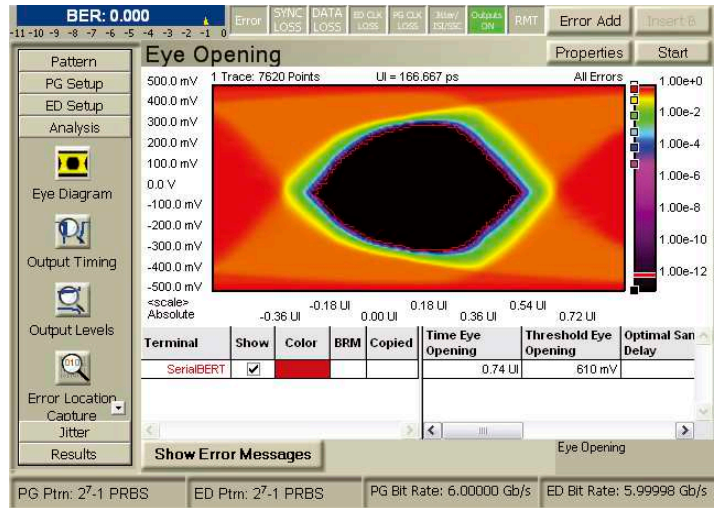 BER: 0.000
-11 -10 -9 -8 -7 -6 -5 -4 -3 -2 -1 0
Error
SYNC LOSS
DATA LOSS
ED CLK LOSS
PG CLK LOSS
Jitter/ ISI/SSC
Outputs ON
RMT
Error Add
Insert B
Eye Opening
Properties
Start
Pattern
PG Setup
ED Setup
Analysis
Eye Diagram
Output Timing
Output Levels
010
Error Location
Capture
Jitter
Results
1 Trace: 7620 Points
UI = 166.667 ps
All Errors
500.0 mV
400.0 mV
300.0 mV
200.0 mV
100.0 mV
0.0 V
-100.0 mV
-200.0 mV
-300.0 mV
-400.0 mV
-500.0 mV
1.00e+0
1.00e-2
1.00e-4
1.00e-6
1.00e-8
1.00e-10
1.00e-12
<scale>
Absolute
-0.36 UI
-0.18 UI
0.00 UI
0.18 UI
0.36 UI
0.54 UI
0.72 UI
Terminal Show Color BRM Copied Time Eye Opening Threshold Eye Opening Optimal San Delay
SerialBERT 0.74 UI 610 mV
Show Error Messages
Eye Opening
PG Ptrn: 2⁷-1 PRBS
ED Ptrn: 2⁷-1 PRBS
PG Bit Rate: 6.00000 Gb/s
ED Bit Rate: 5.99998 Gb/s